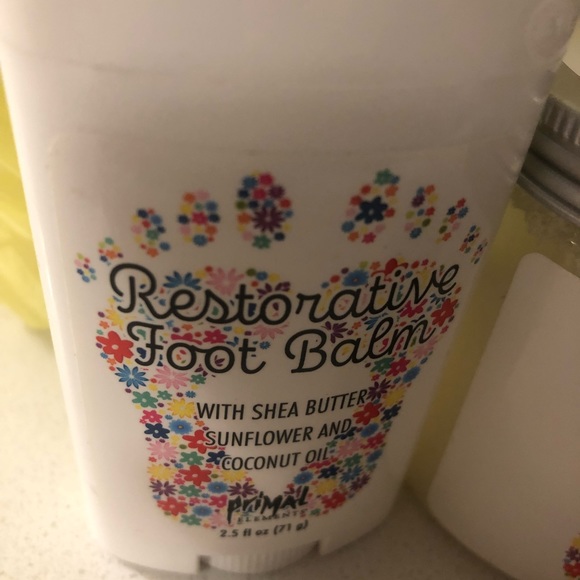 Restorative
Foot Balm
WITH SHEA BUTTER
SUNFLOWER AND
COCONUT OIL
PRIMAL
ELEMENTS
2.5 fl oz (71 g)